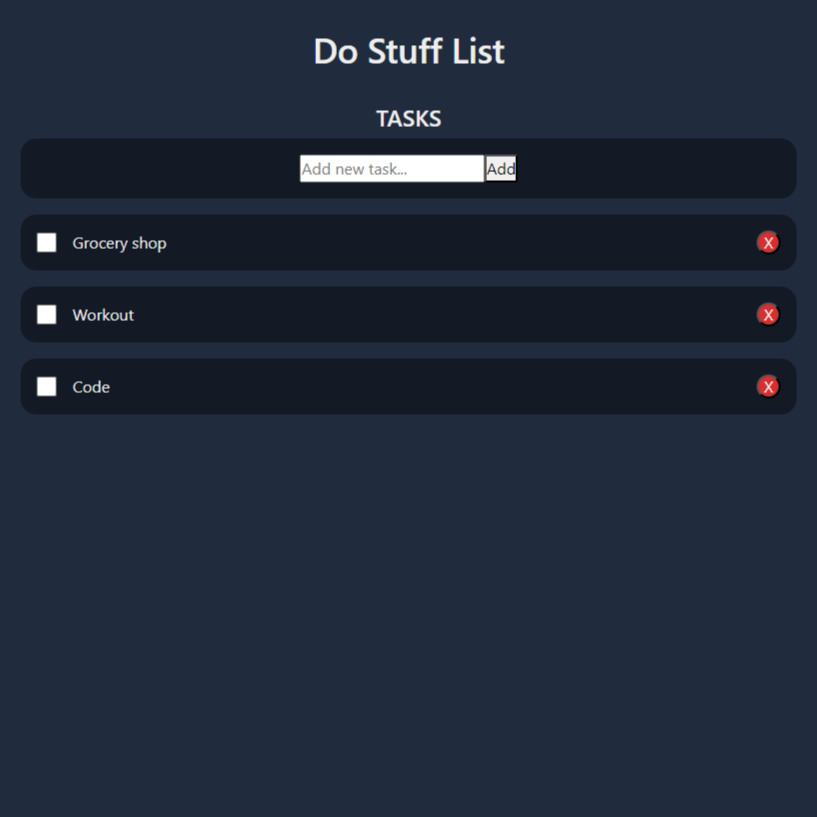 Do Stuff List
TASKS
Add new task... Add
Grocery shop X
Workout X
Code X